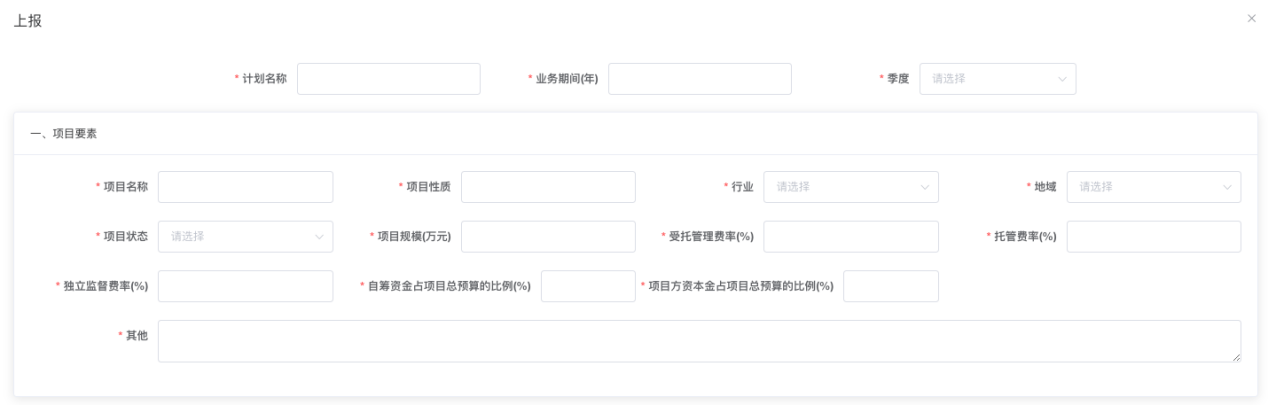 上报
* 计划名称 * 业务期间(年) * 季度 请选择
一、项目要素
* 项目名称 * 项目性质 * 行业 请选择 * 地域 请选择
* 项目状态 请选择 * 项目规模(万元) * 受托管理费率(%) * 托管费率(%)
* 独立监督费率(%) * 自筹资金占项目总预算的比例(%) * 项目方资本金占项目总预算的比例(%)
* 其他